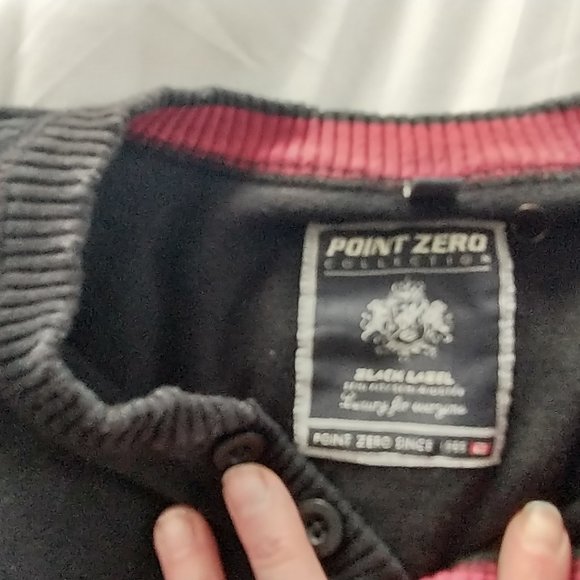 POINT ZERO
COLLECTION
BLACK LABEL
Luxury for everyone
POINT ZERO SINCE